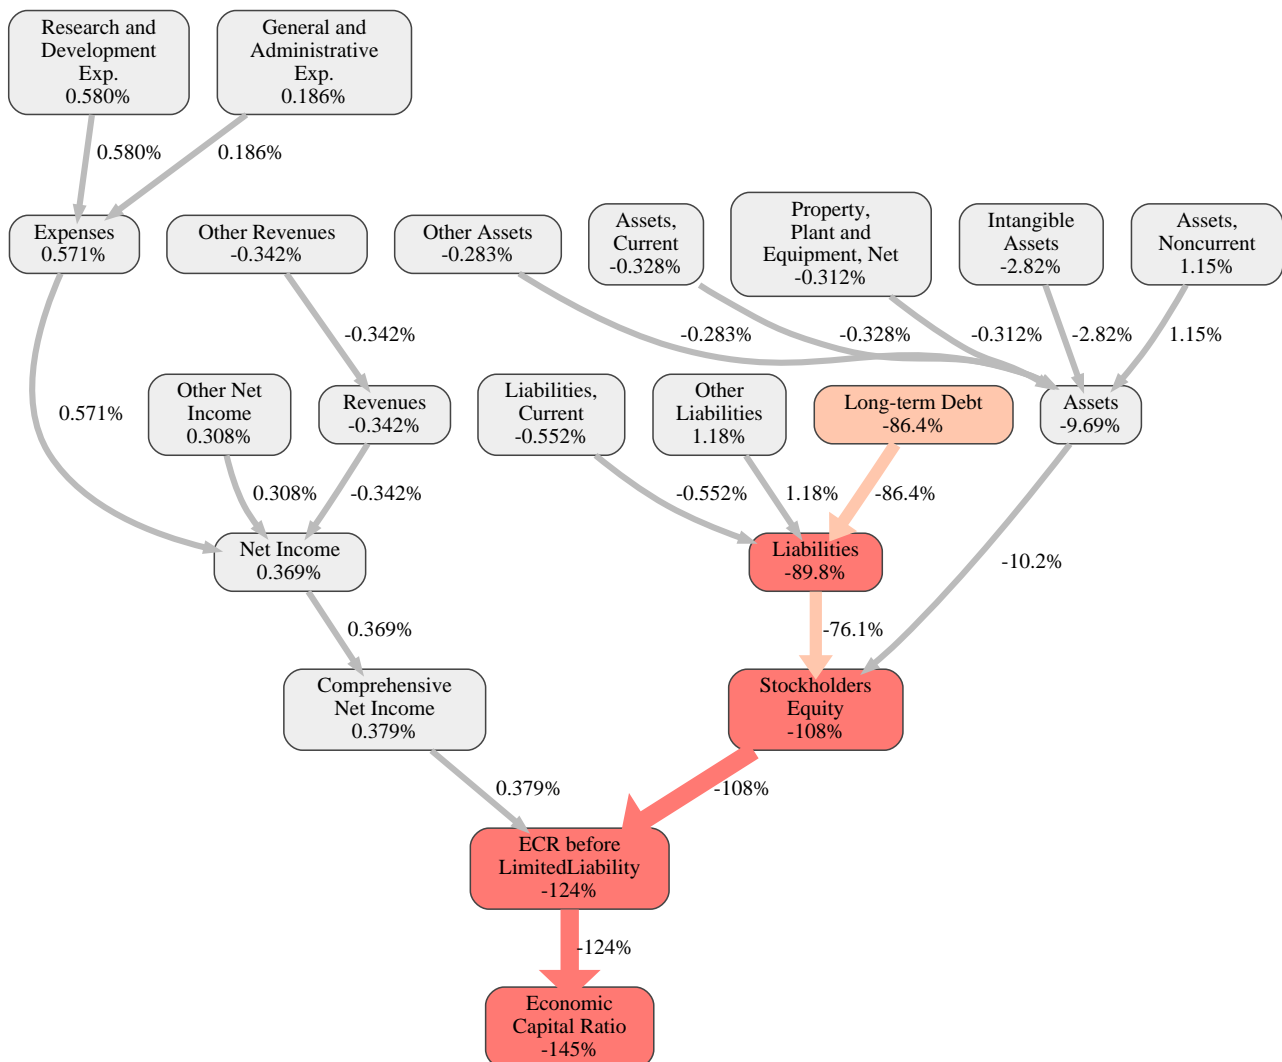 Research and
Development
Exp.
0.580%
General and
Administrative
Exp.
0.186%
0.580%
0.186%
Expenses
0.571%
Other Revenues
-0.342%
Other Assets
-0.283%
Assets,
Current
-0.328%
Property,
Plant and
Equipment, Net
-0.312%
Intangible
Assets
-2.82%
Assets,
Noncurrent
1.15%
-0.342%
-0.283%
-0.328%
-0.312%
-2.82%
1.15%
0.571%
Other Net
Income
0.308%
Revenues
-0.342%
Liabilities,
Current
-0.552%
Other
Liabilities
1.18%
Long-term Debt
-86.4%
Assets
-9.69%
0.308%
-0.342%
-0.552%
1.18%
-86.4%
Net Income
0.369%
Liabilities
-89.8%
-10.2%
0.369%
-76.1%
Comprehensive
Net Income
0.379%
Stockholders
Equity
-108%
0.379%
-108%
ECR before
LimitedLiability
-124%
-124%
Economic
Capital Ratio
-145%